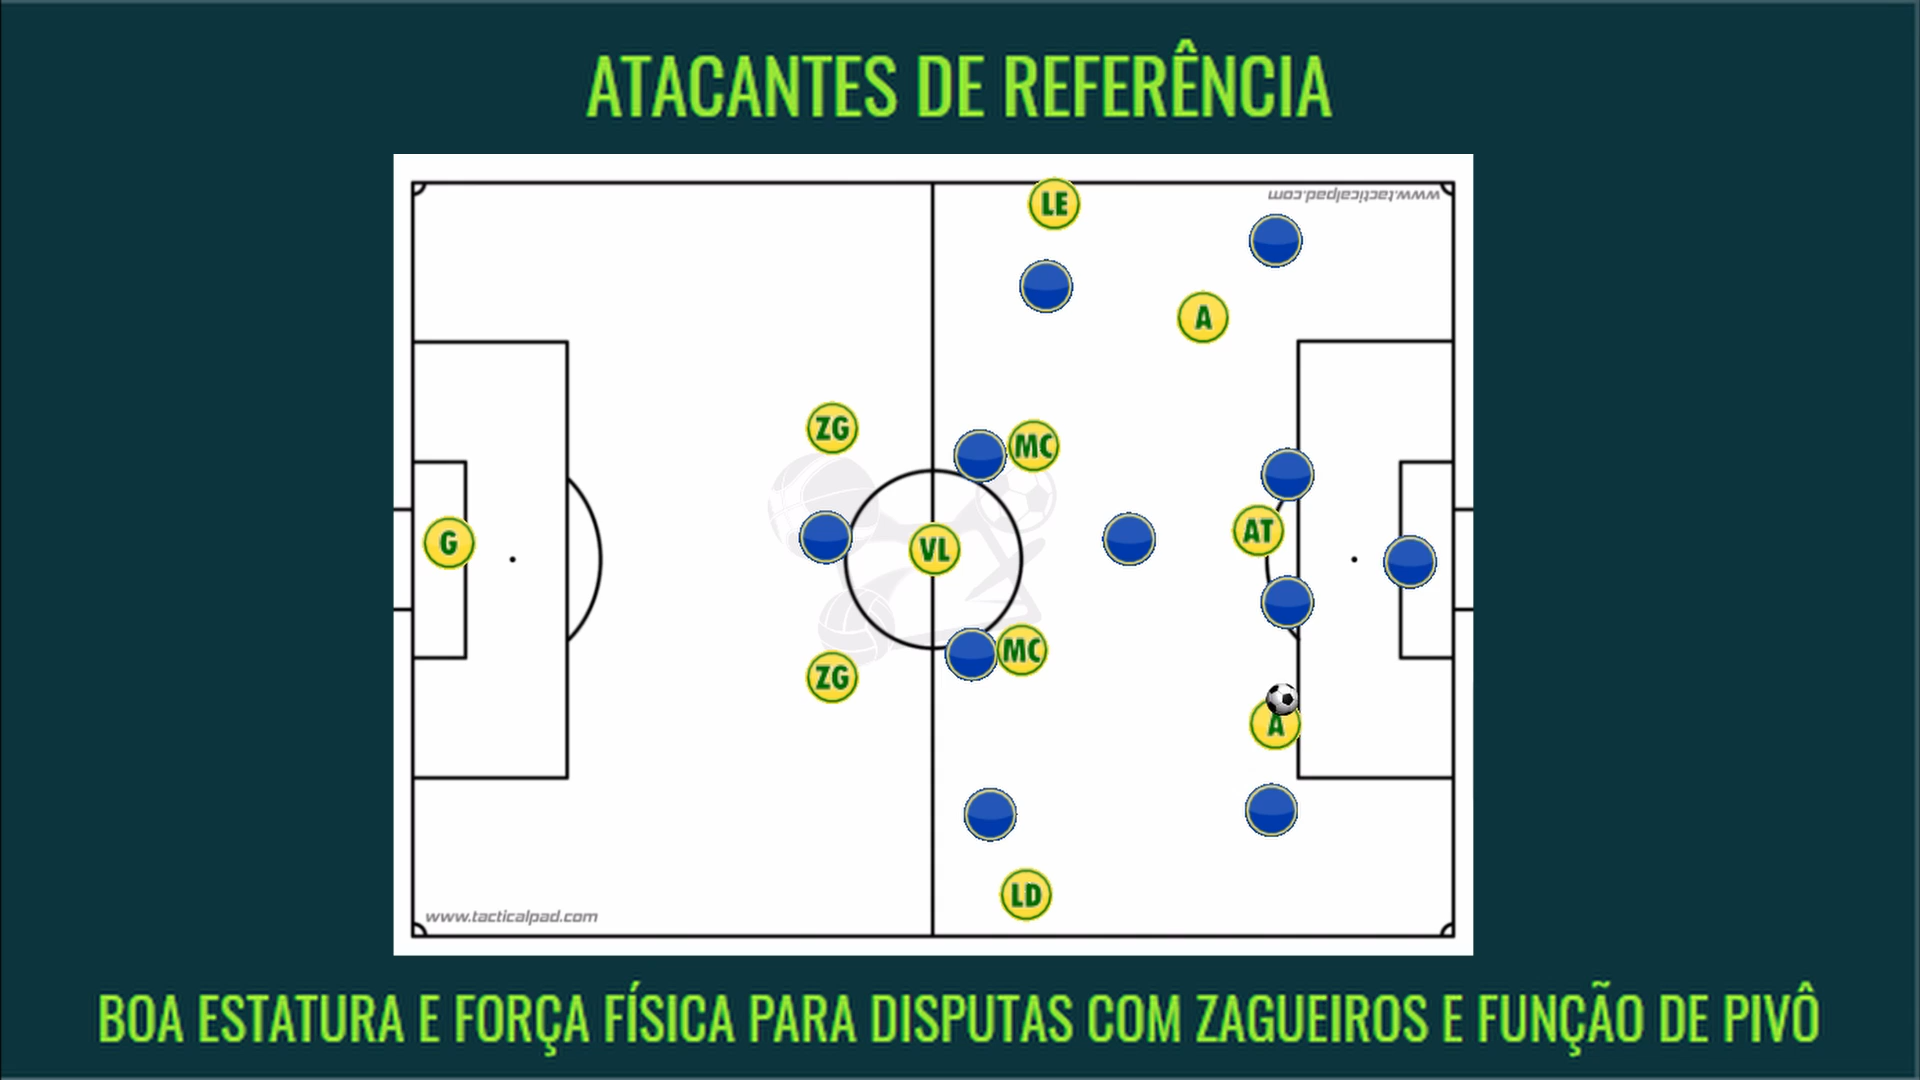 ATACANTES DE REFERÊNCIA
www.tacticalpad.com
LE
A
ZG
MC
G
VL
AT
ZG
MC
A
LD
www.tacticalpad.com
BOA ESTATURA E FORÇA FÍSICA PARA DISPUTAS COM ZAGUEIROS E FUNÇÃO DE PIVÔ